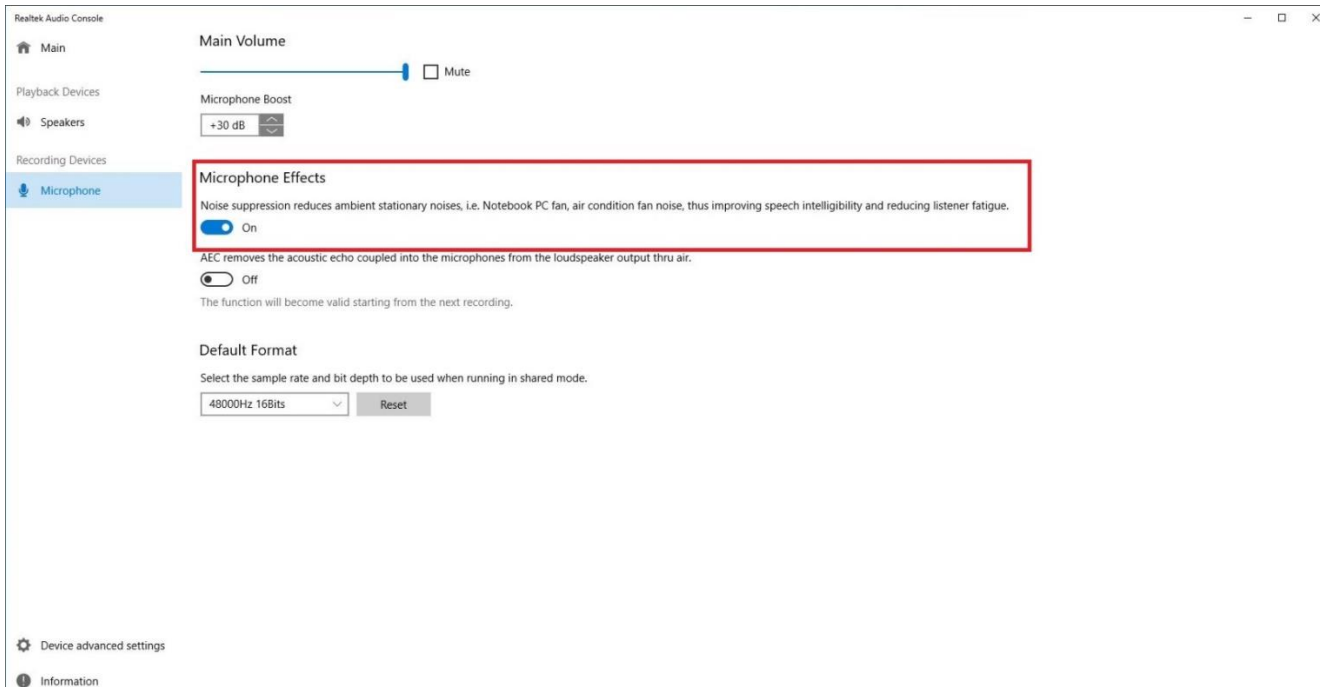 Realtek Audio Console
Main
Playback Devices
Speakers
Recording Devices
Microphone
Device advanced settings
Information
Main Volume
Mute
Microphone Boost
+30 dB
Microphone Effects
Noise suppression reduces ambient stationary noises, i.e. Notebook PC fan, air condition fan noise, thus improving speech intelligibility and reducing listener fatigue.
On
AEC removes the acoustic echo coupled into the microphones from the loudspeaker output thru air.
Off
The function will become valid starting from the next recording.
Default Format
Select the sample rate and bit depth to be used when running in shared mode.
48000Hz 16Bits
Reset